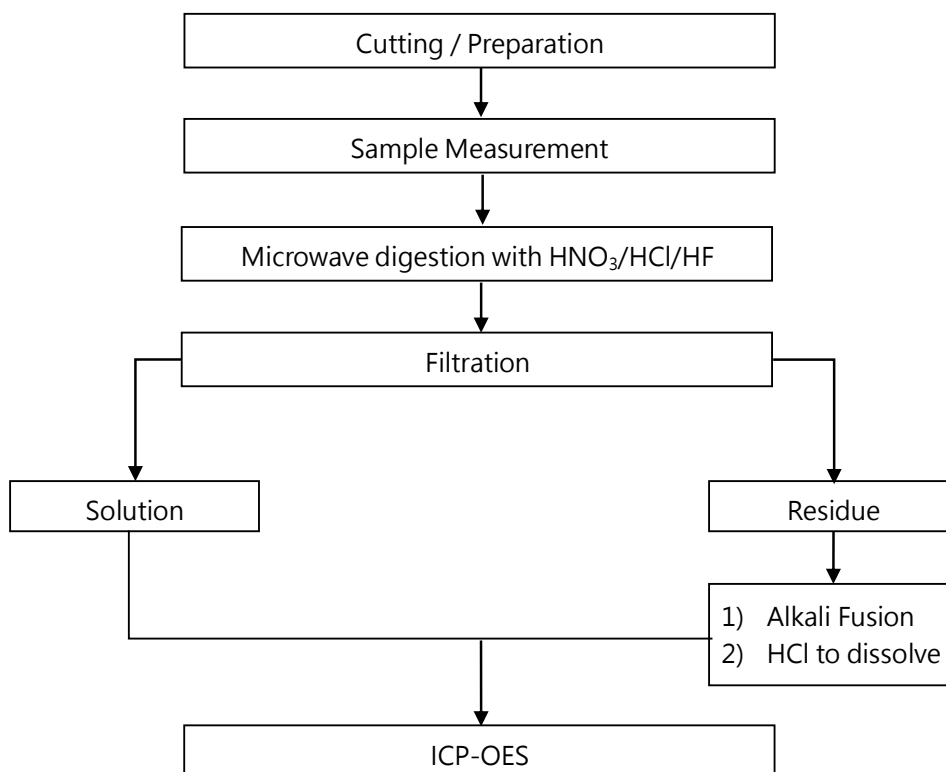 Cutting / Preparation
Sample Measurement
Microwave digestion with HNO₃/HCl/HF
Filtration
Solution
Residue
1) Alkali Fusion
2) HCl to dissolve
ICP-OES